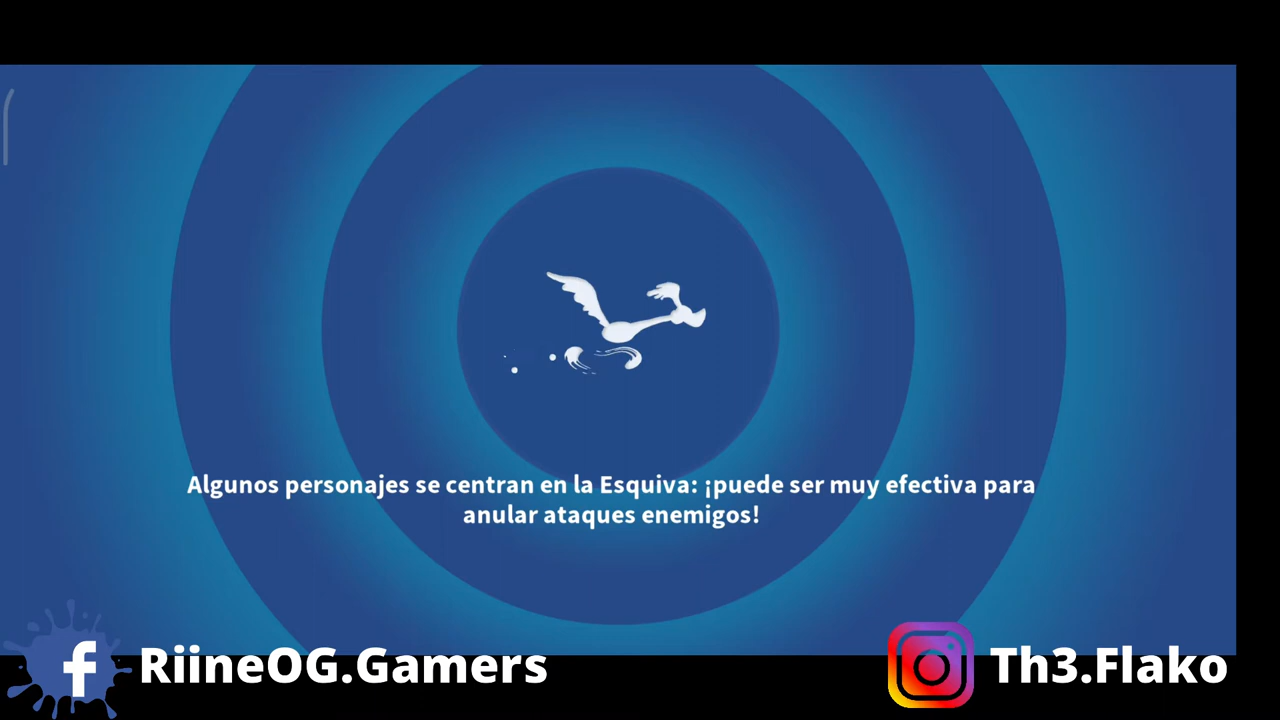 Algunos personajes se centran en la Esquiva: ¡puede ser muy efectiva para
anular ataques enemigos!
RiineOG.Gamers
Th3.Flako